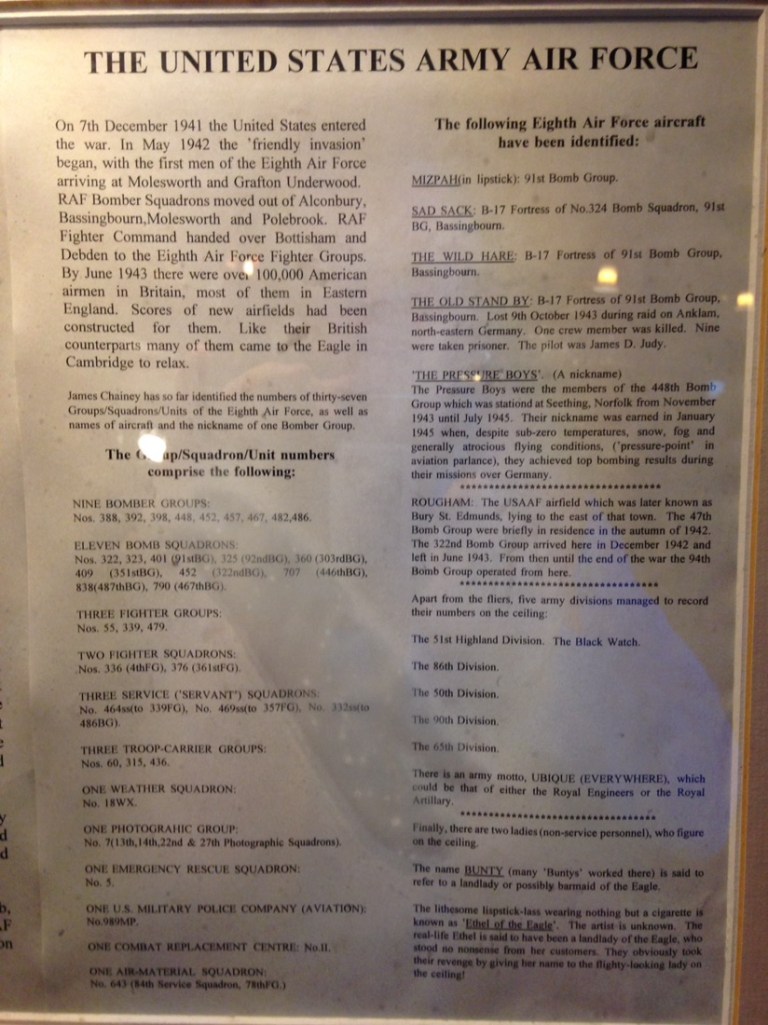 THE UNITED STATES ARMY AIR FORCE
On 7th December 1941 the United States entered
the war. In May 1942 the 'friendly invasion'
began, with the first men of the Eighth Air Force
arriving at Molesworth and Grafton Underwood.
RAF Bomber Squadrons moved out of Alconbury,
Bassingbourn,Molesworth and Polebrook. RAF
Fighter Command handed over Bottisham and
Debden to the Eighth Air Force Fighter Groups.
By June 1943 there were over 100,000 American
airmen in Britain, most of them in Eastern
England. Scores of new airfields had been
constructed for them. Like their British
counterparts many of them came to the Eagle in
Cambridge to relax.
James Chainey has so far identified the numbers of thirty-seven
Groups/Squadrons/Units of the Eighth Air Force, as well as
names of aircraft and the nickname of one Bomber Group.
The Group/Squadron/Unit numbers
comprise the following:
NINE BOMBER GROUPS:
Nos. 388, 392, 398, 448, 452, 457, 467, 482,486.
ELEVEN BOMB SQUADRONS:
Nos. 322, 323, 401 (91stBG), 325 (92ndBG), 360 (303rdBG),
409 (351stBG), 452 (322ndBG), 707 (446thBG),
838(487thBG), 790 (467thBG).
THREE FIGHTER GROUPS:
Nos. 55, 339, 479.
TWO FIGHTER SQUADRONS:
Nos. 336 (4thFG), 376 (361stFG).
THREE SERVICE ('SERVANT') SQUADRONS:
No. 464ss(to 339FG), No. 469ss(to 357FG), No. 332ss(to
486BG).
THREE TROOP-CARRIER GROUPS:
Nos. 60, 315, 436.
ONE WEATHER SQUADRON:
No. 18WX.
ONE PHOTOGRAHIC GROUP:
No. 7(13th,14th,22nd & 27th Photographic Squadrons).
ONE EMERGENCY RESCUE SQUADRON:
No. 5.
ONE U.S. MILITARY POLICE COMPANY (AVIATION):
No.989MP.
ONE COMBAT REPLACEMENT CENTRE: No.II.
ONE AIR-MATERIAL SQUADRON:
No. 643 (84th Service Squadron, 78thFG.)
The following Eighth Air Force aircraft
have been identified:
MIZPAH(in lipstick): 91st Bomb Group.
SAD SACK: B-17 Fortress of No.324 Bomb Squadron, 91st
BG, Bassingbourn.
THE WILD HARE: B-17 Fortress of 91st Bomb Group,
Bassingbourn.
THE OLD STAND BY: B-17 Fortress of 91st Bomb Group,
Bassingbourn. Lost 9th October 1943 during raid on Anklam,
north-eastern Germany. One crew member was killed. Nine
were taken prisoner. The pilot was James D. Judy.
'THE PRESSURE BOYS'. (A nickname)
The Pressure Boys were the members of the 448th Bomb
Group which was stationd at Seething, Norfolk from November
1943 until July 1945. Their nickname was earned in January
1945 when, despite sub-zero temperatures, snow, fog and
generally atrocious flying conditions, ('pressure-point' in
aviation parlance), they achieved top bombing results during
their missions over Germany.
************************************
ROUGHAM: The USAAF airfield which was later known as
Bury St. Edmunds, lying to the east of that town. The 47th
Bomb Group were briefly in residence in the autumn of 1942.
The 322nd Bomb Group arrived here in December 1942 and
left in June 1943. From then until the end of the war the 94th
Bomb Group operated from here.
************************************
Apart from the fliers, five army divisions managed to record
their numbers on the ceiling:
The 51st Highland Division. The Black Watch.
The 86th Division.
The 50th Division.
The 90th Division.
The 65th Division.
There is an army motto, UBIQUE (EVERYWHERE), which
could be that of either the Royal Engineers or the Royal
Artillary.
************************************
Finally, there are two ladies (non-service personnel), who figure
on the ceiling.
The name BUNTY (many 'Buntys' worked there) is said to
refer to a landlady or possibly barmaid of the Eagle.
The lithesome lispstick-lass wearing nothing but a cigarette is
known as 'Ethel of the Eagle'. The artist is unknown. The
real-life Ethel is said to have been a landlady of the Eagle, who
stood no nonsense from her customers. They obviously took
their revenge by giving her name to the flighty-looking lady on
the ceiling!